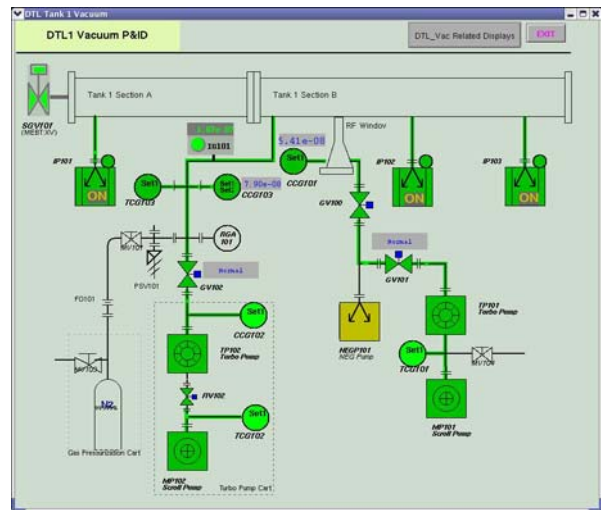 DTL Tank 1 Vacuum
DTL1 Vacuum P&ID
DTL_Vac Related Displays
EXIT
Tank 1 Section A
Tank 1 Section B
SGV101
(MEBT:XV)
RF Window
IG101
5.41e-08
IP101
ON
Set1
TCG103
Set1
Set2
CCG103
7.90e-08
Set1
CCG101
IP102
ON
IP103
ON
GV100
RGA
101
PSV101
FO101
Normal
GV102
Normal
GV101
Set1
CCG102
TP102
Turbo Pump
NEGP101
NEG Pump
TP101
Turbo Pump
Set1
TCG101
N2
Set1
TCG102
MP101
Scroll Pump
Gas Pressurization Cart
MP102
Scroll Pump
Turbo Pump Cart